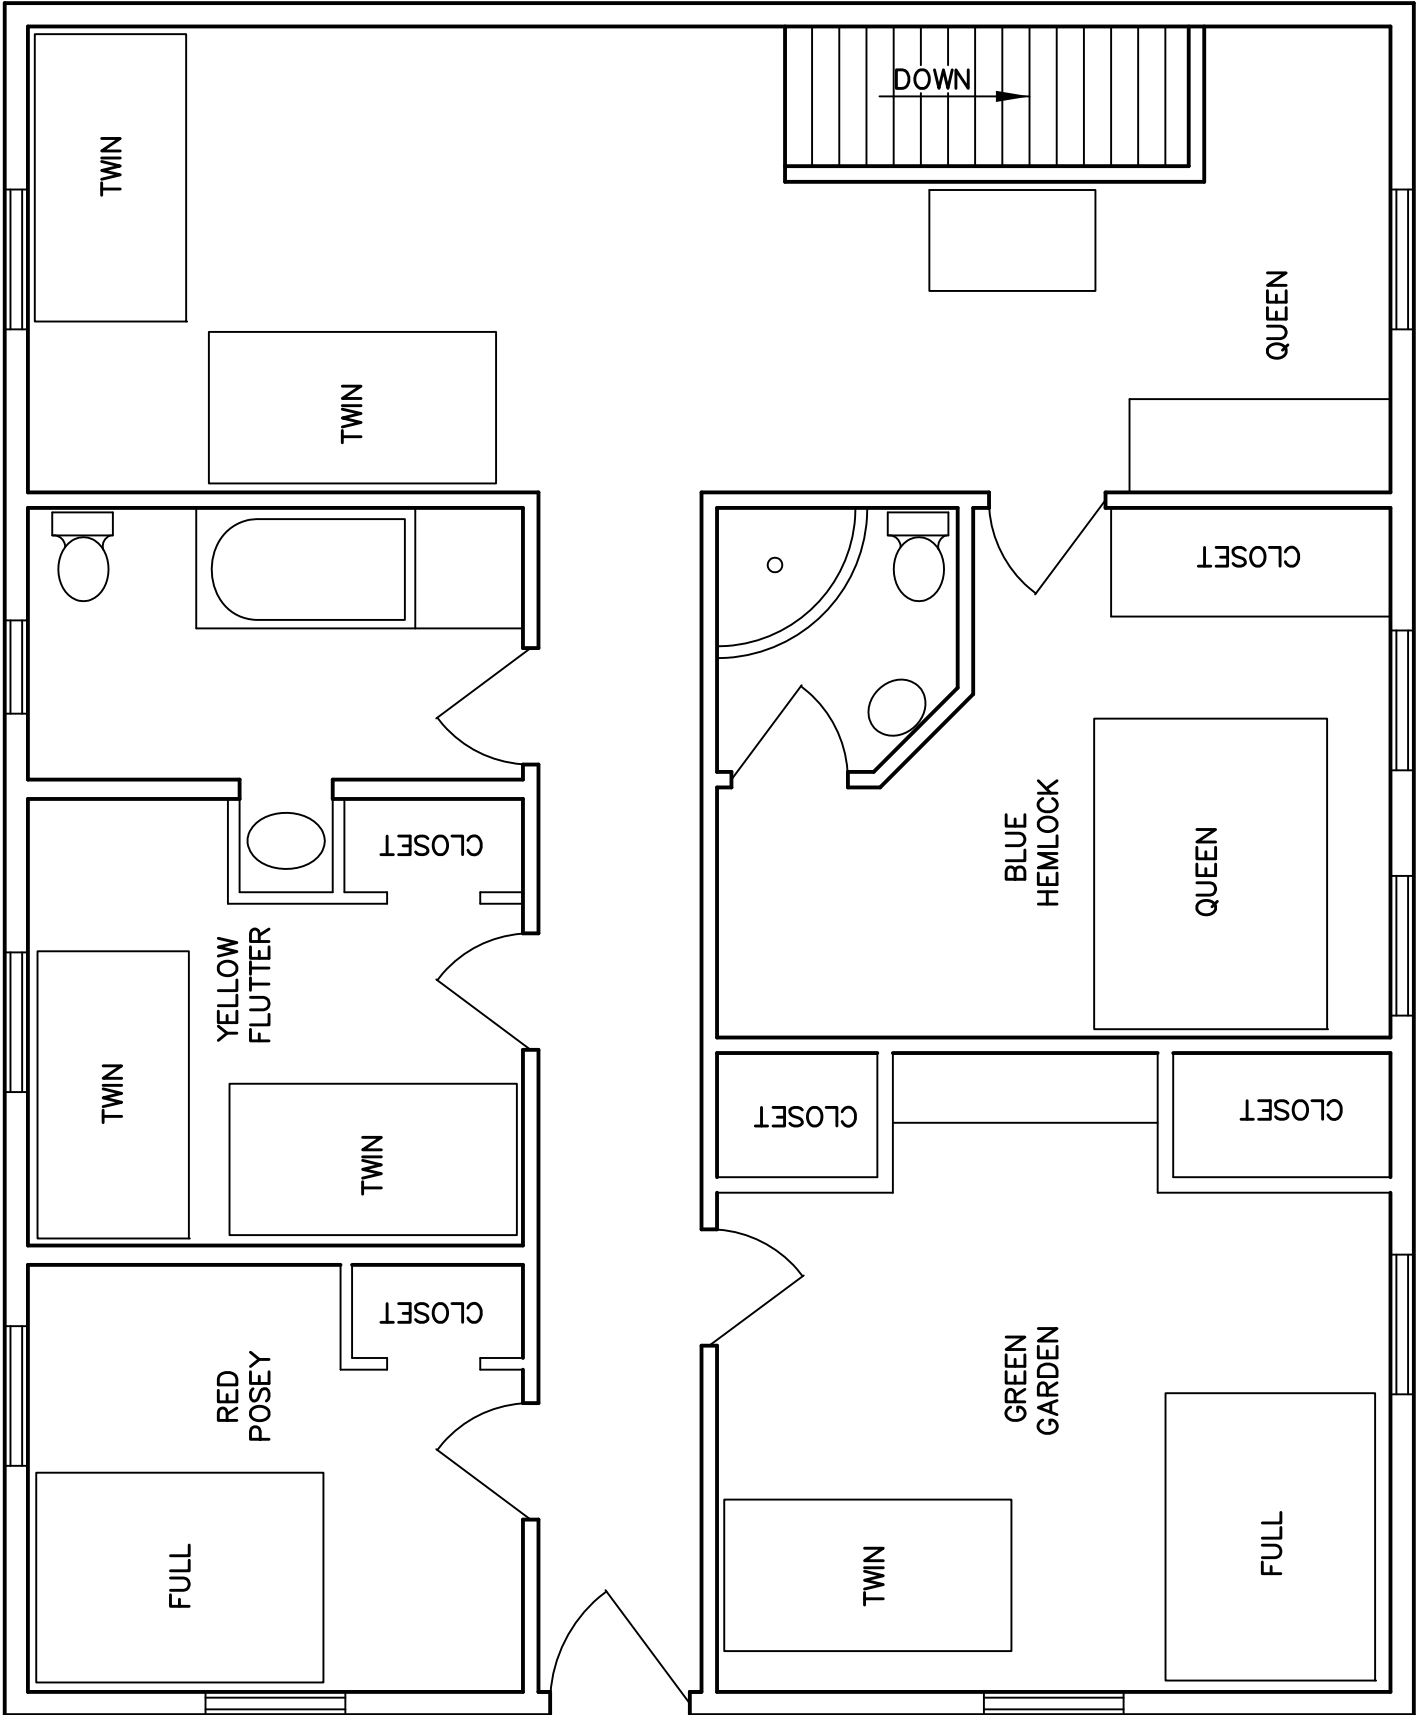 DOWN
TWIN
TWIN
QUEEN
CLOSET
CLOSET
BLUE
HEMLOCK
QUEEN
YELLOW
FLUTTER
TWIN
TWIN
CLOSET
CLOSET
CLOSET
RED
POSEY
GREEN
GARDEN
FULL
TWIN
FULL